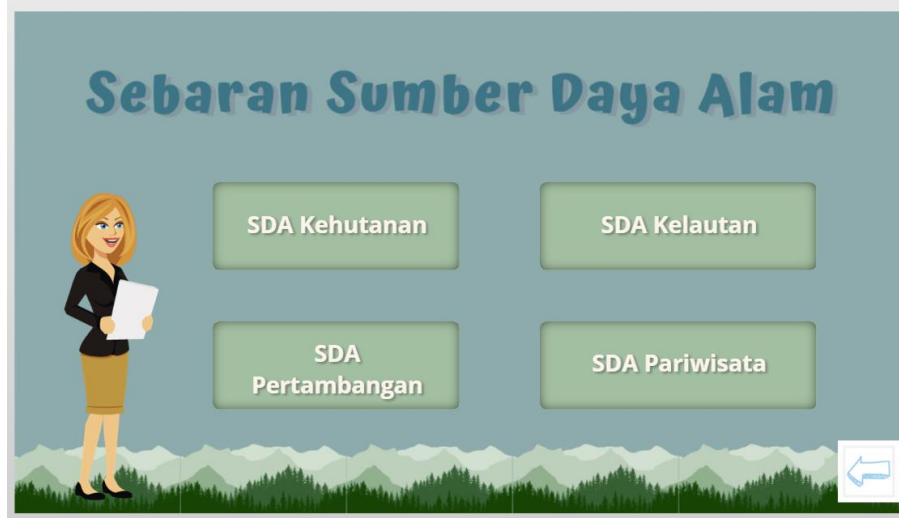 Sebaran Sumber Daya Alam
SDA Kehutanan
SDA Kelautan
SDA
Pertambangan
SDA Pariwisata